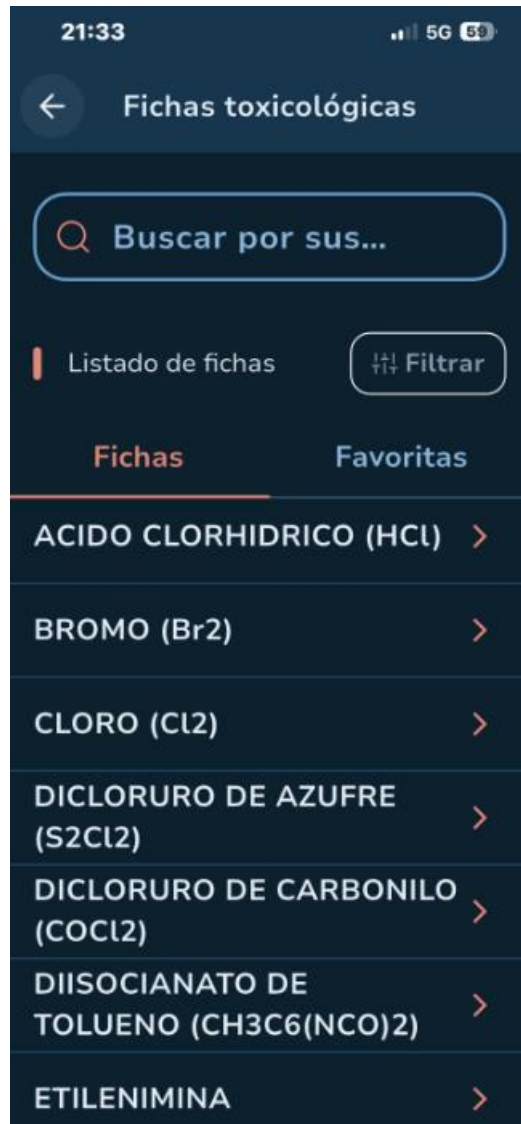 21:33
5G 59
Fichas toxicológicas
Buscar por sus...
Listado de fichas
Filtrar
Fichas
Favoritas
ACIDO CLORHIDRICO (HCl)
BROMO (Br2)
CLORO (Cl2)
DICLORURO DE AZUFRE
(S2Cl2)
DICLORURO DE CARBONILO
(COCl2)
DIISOCIANATO DE
TOLUENO (CH3C6(NCO)2)
ETILENIMINA